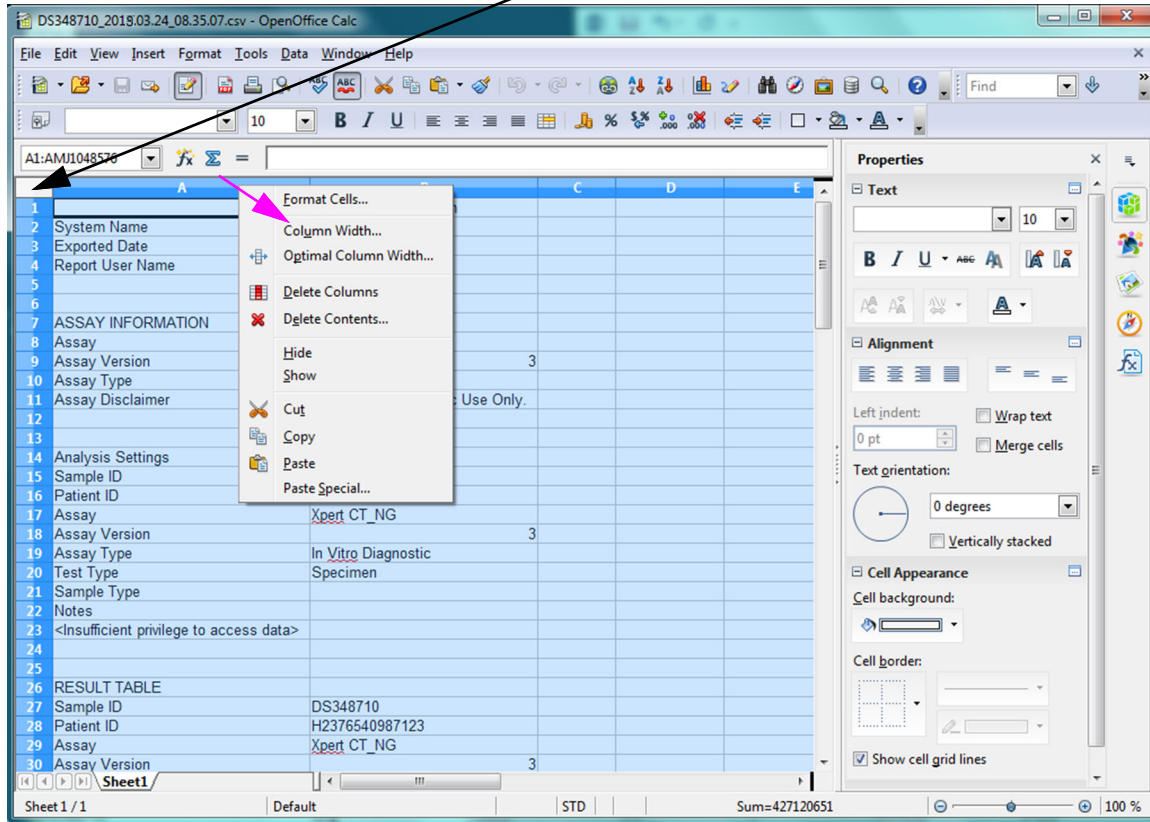 DS348710_2018.03.24_08.35.07.csv - OpenOffice Calc
File Edit View Insert Format Tools Data Window Help
Find
10
A1:AMJ1048576
A C D E
1
2 System Name
3 Exported Date
4 Report User Name
5
6
7 ASSAY INFORMATION
8 Assay
9 Assay Version 3
10 Assay Type
11 Assay Disclaimer Use Only.
12
13
14 Analysis Settings
15 Sample ID
16 Patient ID
17 Assay Xpert CT_NG
18 Assay Version 3
19 Assay Type In Vitro Diagnostic
20 Test Type Specimen
21 Sample Type
22 Notes
23 <Insufficient privilege to access data>
24
25
26 RESULT TABLE
27 Sample ID DS348710
28 Patient ID H2376540987123
29 Assay Xpert CT_NG
30 Assay Version 3
Format Cells...
Column Width...
Optimal Column Width...
Delete Columns
Delete Contents...
Hide
Show
Cut
Copy
Paste
Paste Special...
Properties
Text
10
Alignment
Left indent:
Wrap text
0 pt
Merge cells
Text orientation:
0 degrees
Vertically stacked
Cell Appearance
Cell background:
Cell border:
Show cell grid lines
Sheet1
Sheet 1 / 1 Default STD Sum=427120651 100 %